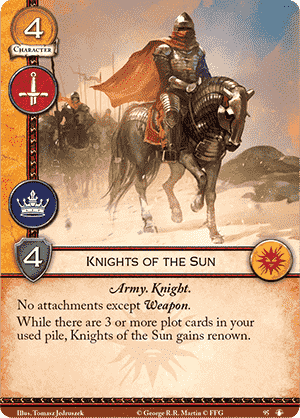 4
Character
4
Knights of the Sun
Army. Knight.
No attachments except Weapon.
While there are 3 or more plot cards in your
used pile, Knights of the Sun gains renown.
Illus. Tomasz Jedruszek
© George R.R. Martin © FFG
95